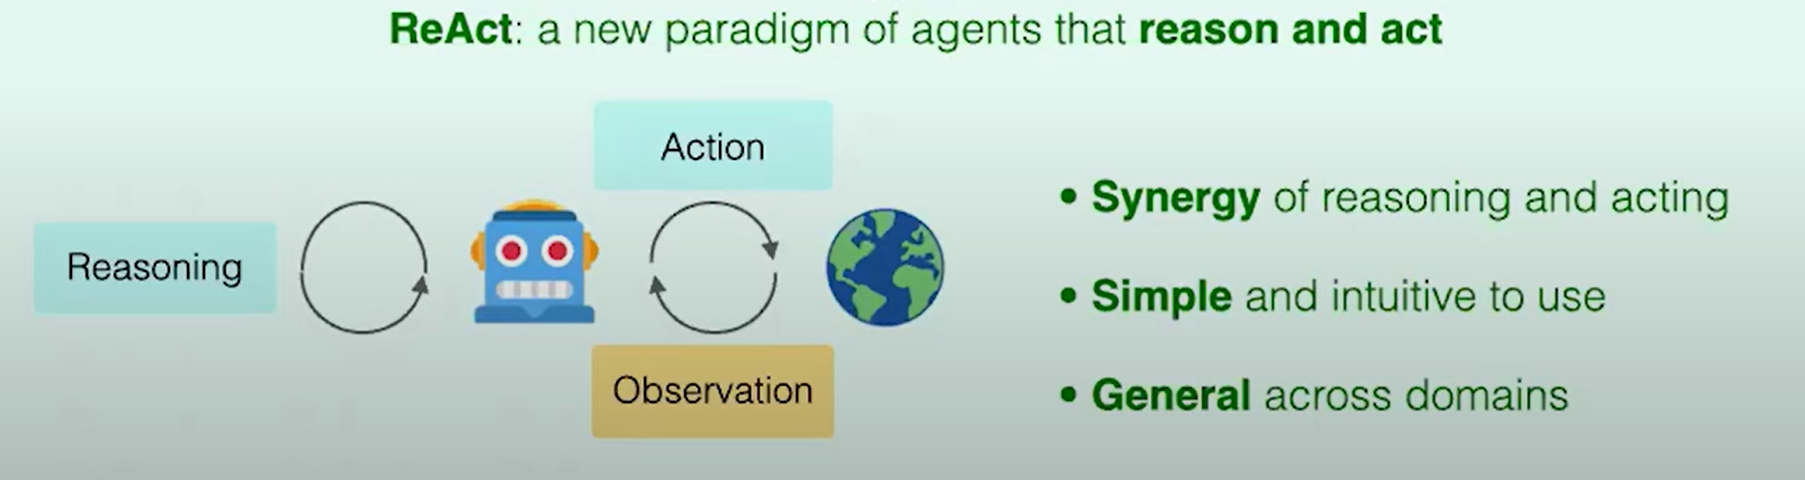 ReAct: a new paradigm of agents that reason and act
Action
Reasoning
Observation
• Synergy of reasoning and acting
• Simple and intuitive to use
• General across domains